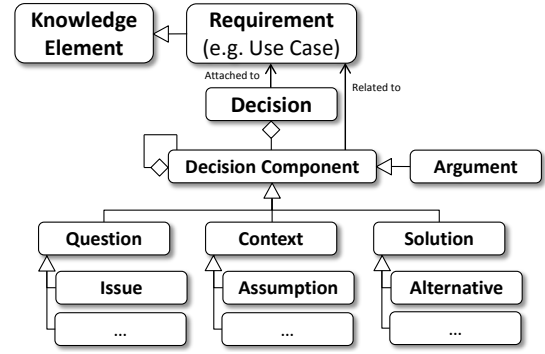 Knowledge
Element
Requirement
(e.g. Use Case)
Attached to
Related to
Decision
Decision Component
Argument
Question
Context
Solution
Issue
Assumption
Alternative
...
...
...